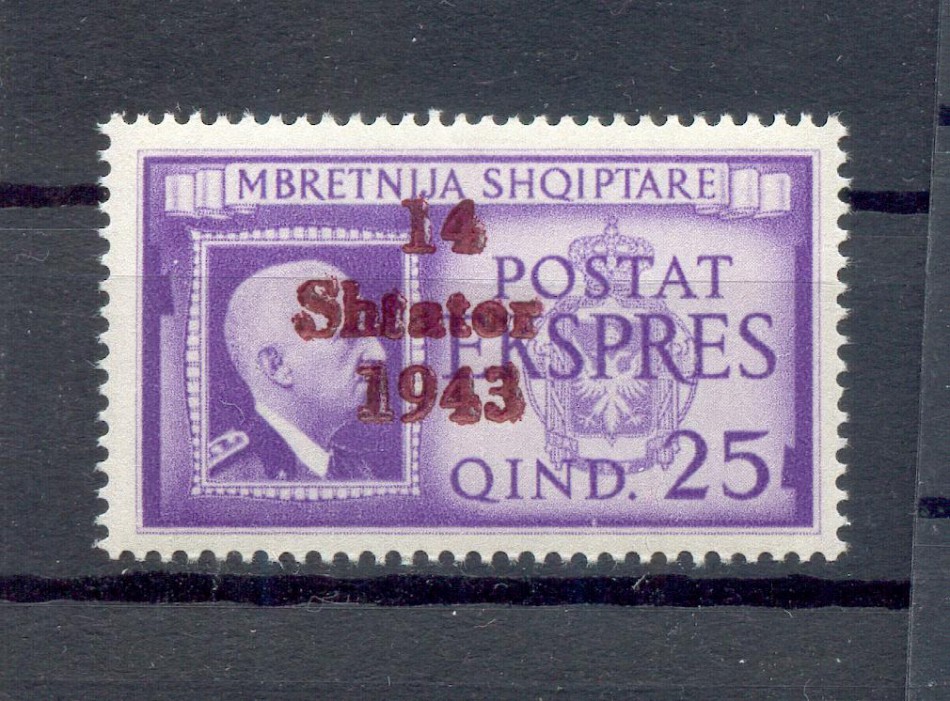 MBRETNIJA SHQIPTARE
14
Shtator
1943
POSTAT
EKSPRES
QIND. 25